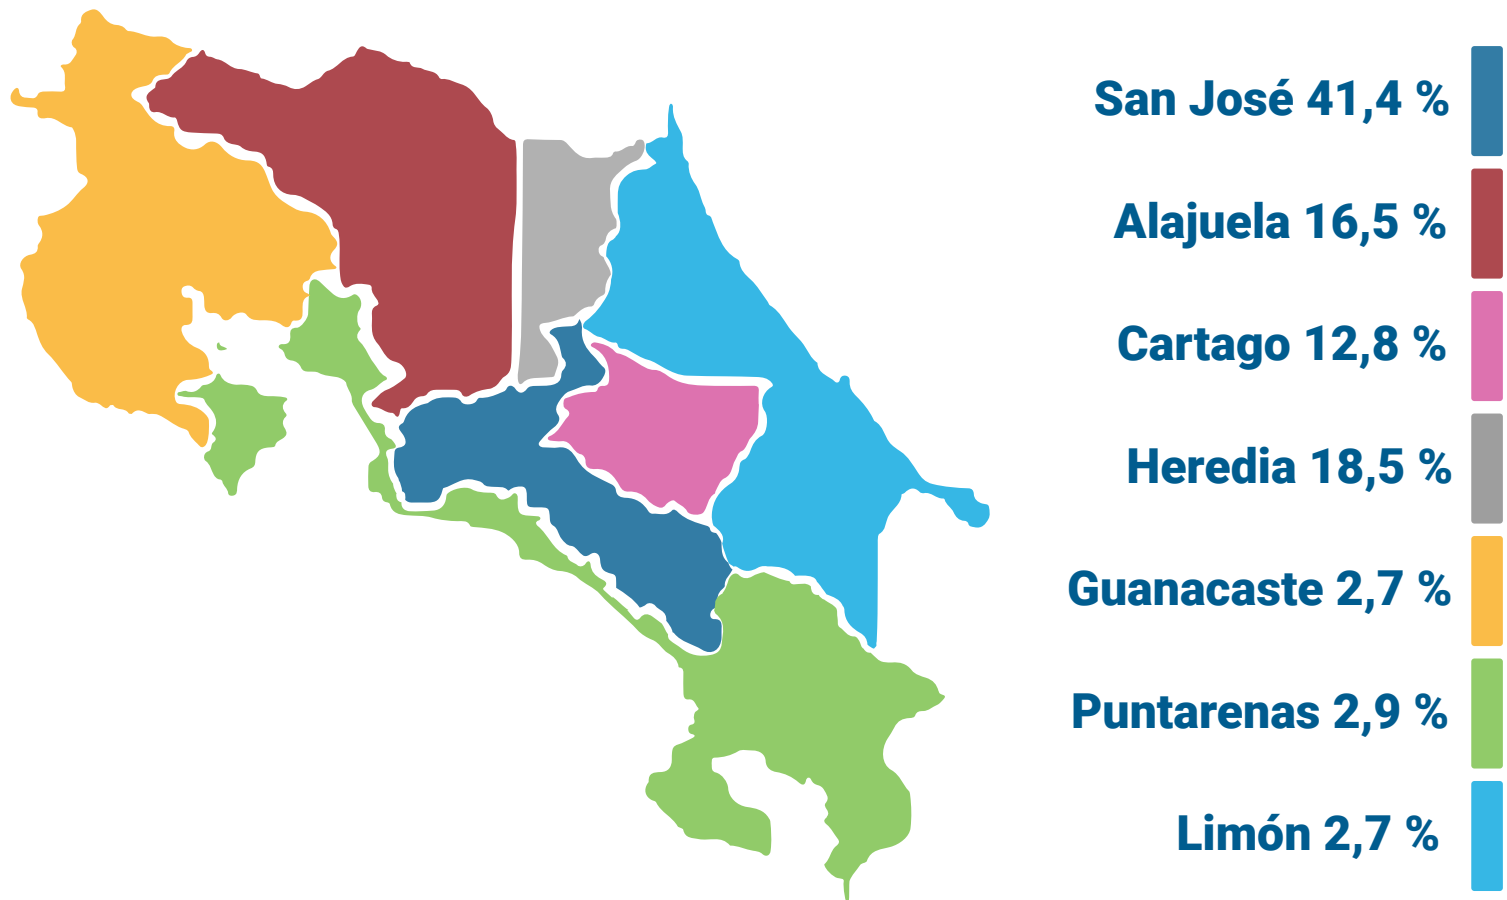 San José 41,4 %
Alajuela 16,5 %
Cartago 12,8 %
Heredia 18,5 %
Guanacaste 2,7 %
Puntarenas 2,9 %
Limón 2,7 %